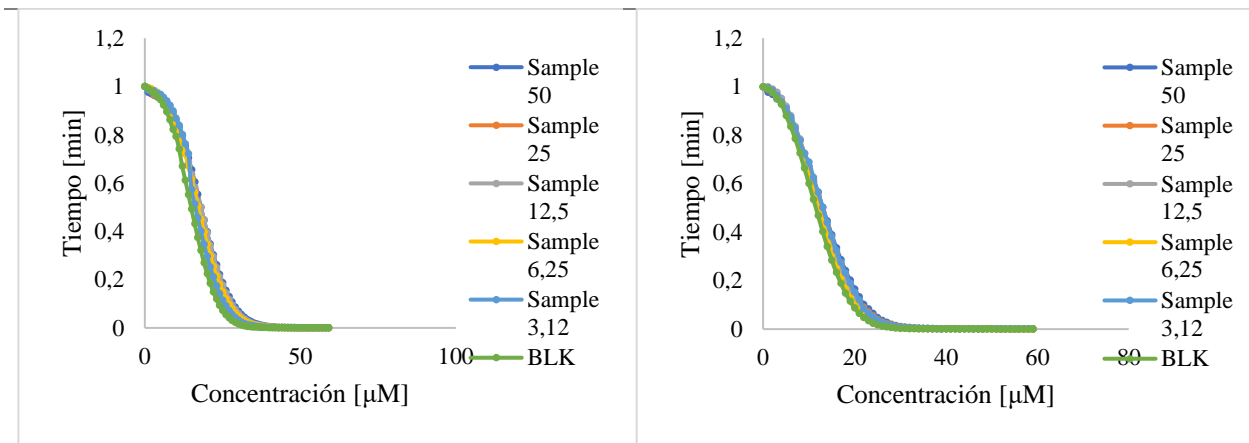 1,2
1
0,8
0,6
0,4
0,2
0
Tiempo [min]
0
50
100
Concentración [μM]
Sample
50
Sample
25
Sample
12,5
Sample
6,25
Sample
3,12
BLK
1,2
1
0,8
0,6
0,4
0,2
0
Tiempo [min]
0
20
40
60
80
Concentración [μM]
Sample
50
Sample
25
Sample
12,5
Sample
6,25
Sample
3,12
BLK